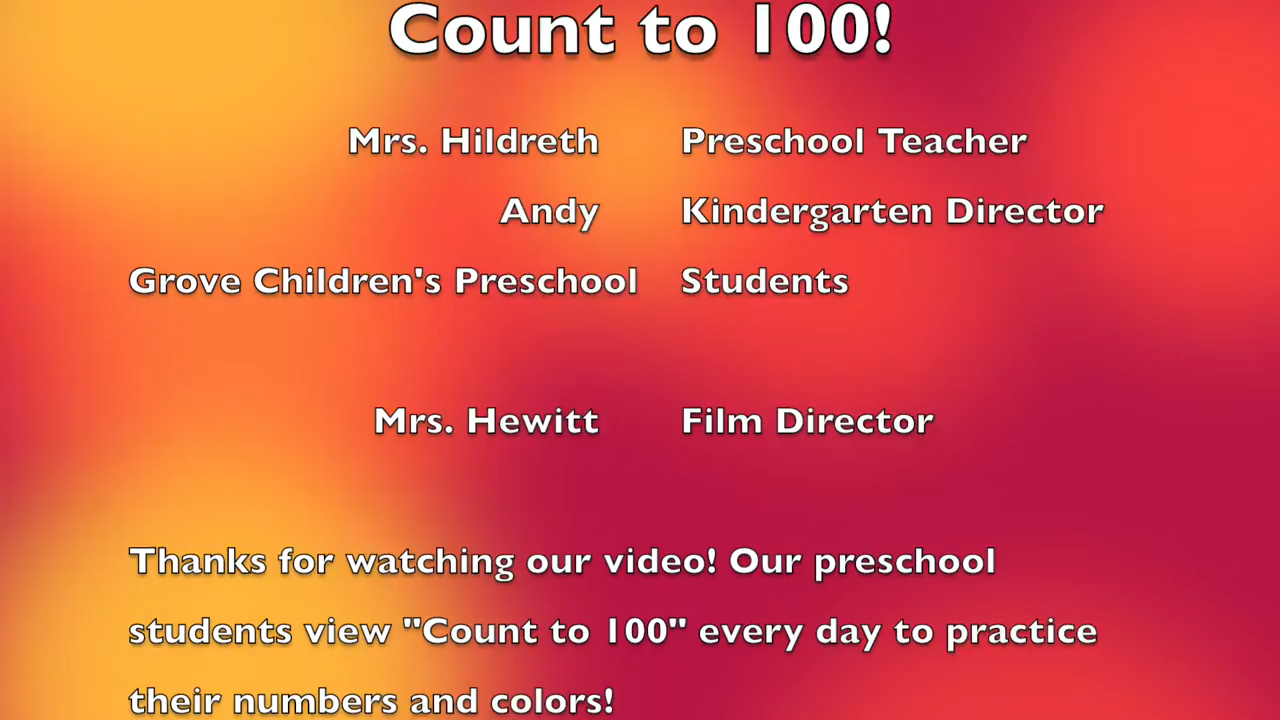 Count to 100!
Mrs. Hildreth Preschool Teacher
Andy Kindergarten Director
Grove Children's Preschool Students
Mrs. Hewitt Film Director
Thanks for watching our video! Our preschool
students view "Count to 100" every day to practice
their numbers and colors!